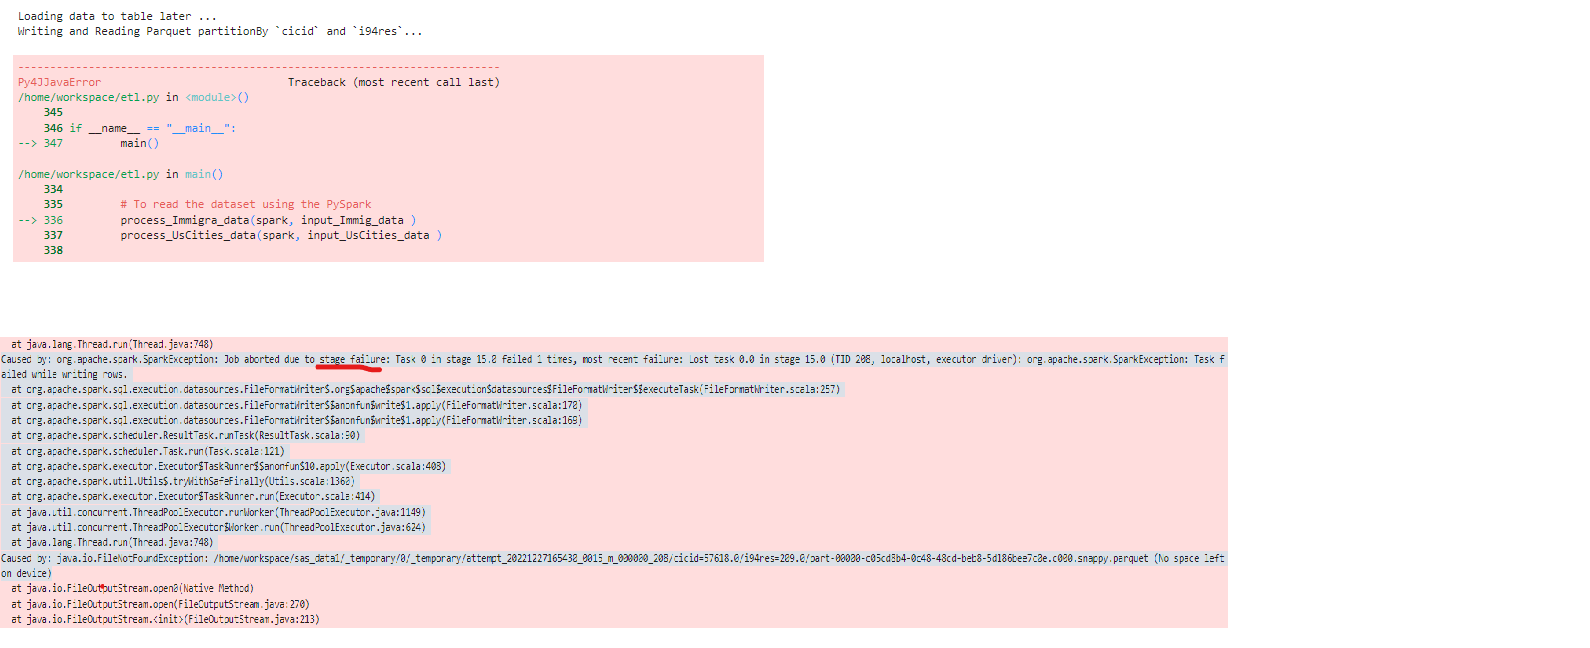 Loading data to table later ...
Writing and Reading Parquet partitionBy `cicid` and `i94res`...
---------------------------------------------------------------------------
Py4JJavaError                             Traceback (most recent call last)
/home/workspace/etl.py in <module>()
    345
    346 if __name__ == "__main__":
--> 347         main()
/home/workspace/etl.py in main()
    334
    335         # To read the dataset using the PySpark
--> 336         process_Immigra_data(spark, input_Immig_data )
    337         process_UsCities_data(spark, input_UsCities_data )
    338
at java.lang.Thread.run(Thread.java:748)
Caused by: org.apache.spark.SparkException: Job aborted due to stage failure: Task 0 in stage 15.0 failed 1 times, most recent failure: Lost task 0.0 in stage 15.0 (TID 208, localhost, executor driver): org.apache.spark.SparkException: Task f
ailed while writing rows.
at org.apache.spark.sql.execution.datasources.FileFormatWriter$.org$apache$spark$sql$execution$datasources$FileFormatWriter$$executeTask(FileFormatWriter.scala:257)
at org.apache.spark.sql.execution.datasources.FileFormatWriter$$anonfun$write$1.apply(FileFormatWriter.scala:170)
at org.apache.spark.sql.execution.datasources.FileFormatWriter$$anonfun$write$1.apply(FileFormatWriter.scala:169)
at org.apache.spark.scheduler.ResultTask.runTask(ResultTask.scala:90)
at org.apache.spark.scheduler.Task.run(Task.scala:121)
at org.apache.spark.executor.Executor$TaskRunner$$anonfun$10.apply(Executor.scala:408)
at org.apache.spark.util.Utils$.tryWithSafeFinally(Utils.scala:1360)
at org.apache.spark.executor.Executor$TaskRunner.run(Executor.scala:414)
at java.util.concurrent.ThreadPoolExecutor.runWorker(ThreadPoolExecutor.java:1149)
at java.util.concurrent.ThreadPoolExecutor$Worker.run(ThreadPoolExecutor.java:624)
at java.lang.Thread.run(Thread.java:748)
Caused by: java.io.FileNotFoundException: /home/workspace/sas_data1/_temporary/0/_temporary/attempt_20221227165438_0015_m_000000_208/cicid=57618.0/i94res=209.0/part-00000-c05cd8b4-0c48-48cd-beb8-5d186bee7c0e.c000.snappy.parquet (No space left
on device)
at java.io.FileOutputStream.open0(Native Method)
at java.io.FileOutputStream.open(FileOutputStream.java:270)
at java.io.FileOutputStream.<init>(FileOutputStream.java:213)